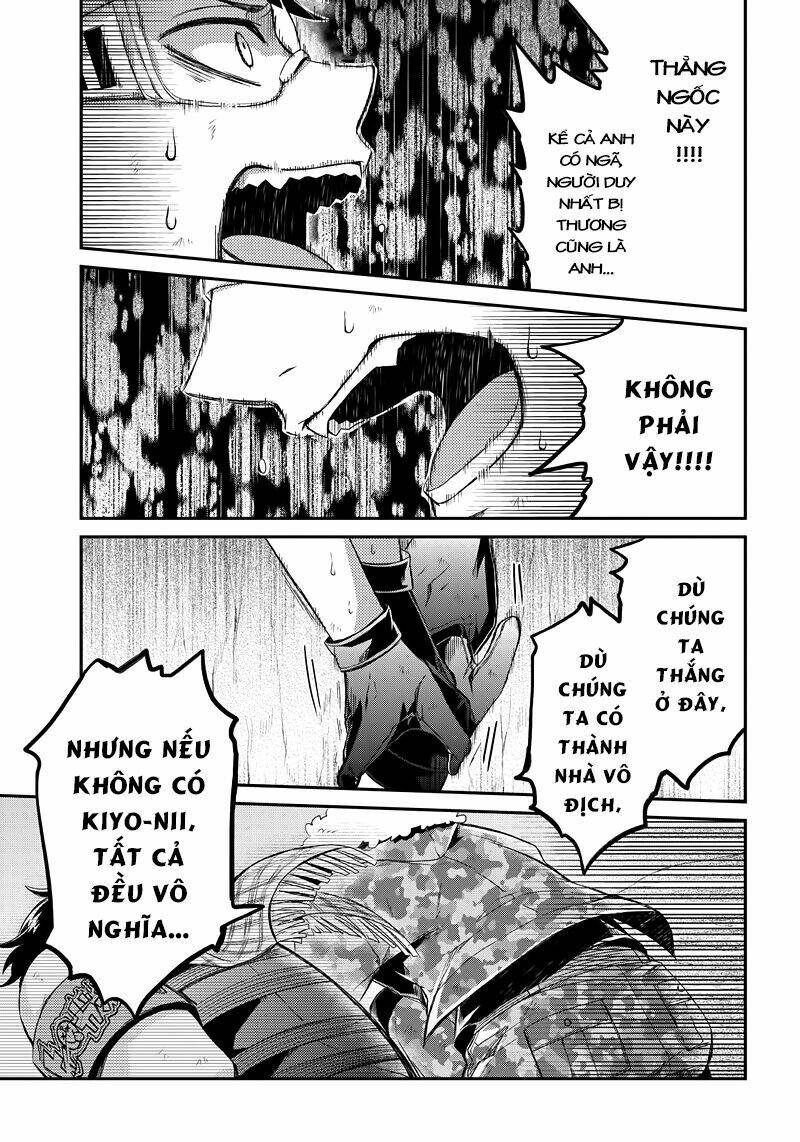 THẰNG
NGỐC
NÀY
!!!!
KỂ CẢ ANH
CÓ NGÃ,
NGƯỜI DUY
NHẤT BỊ
THƯƠNG
CŨNG LÀ
ANH...
KHÔNG
PHẢI
VẬY!!!!
DÙ
CHÚNG
TA
THẮNG
Ở ĐÂY,
DÙ
CHÚNG
TA CÓ
THÀNH
NHÀ VÔ
ĐỊCH,
NHƯNG NẾU
KHÔNG CÓ
KIYO-NII,
TẤT CẢ
ĐỀU VÔ
NGHĨA...